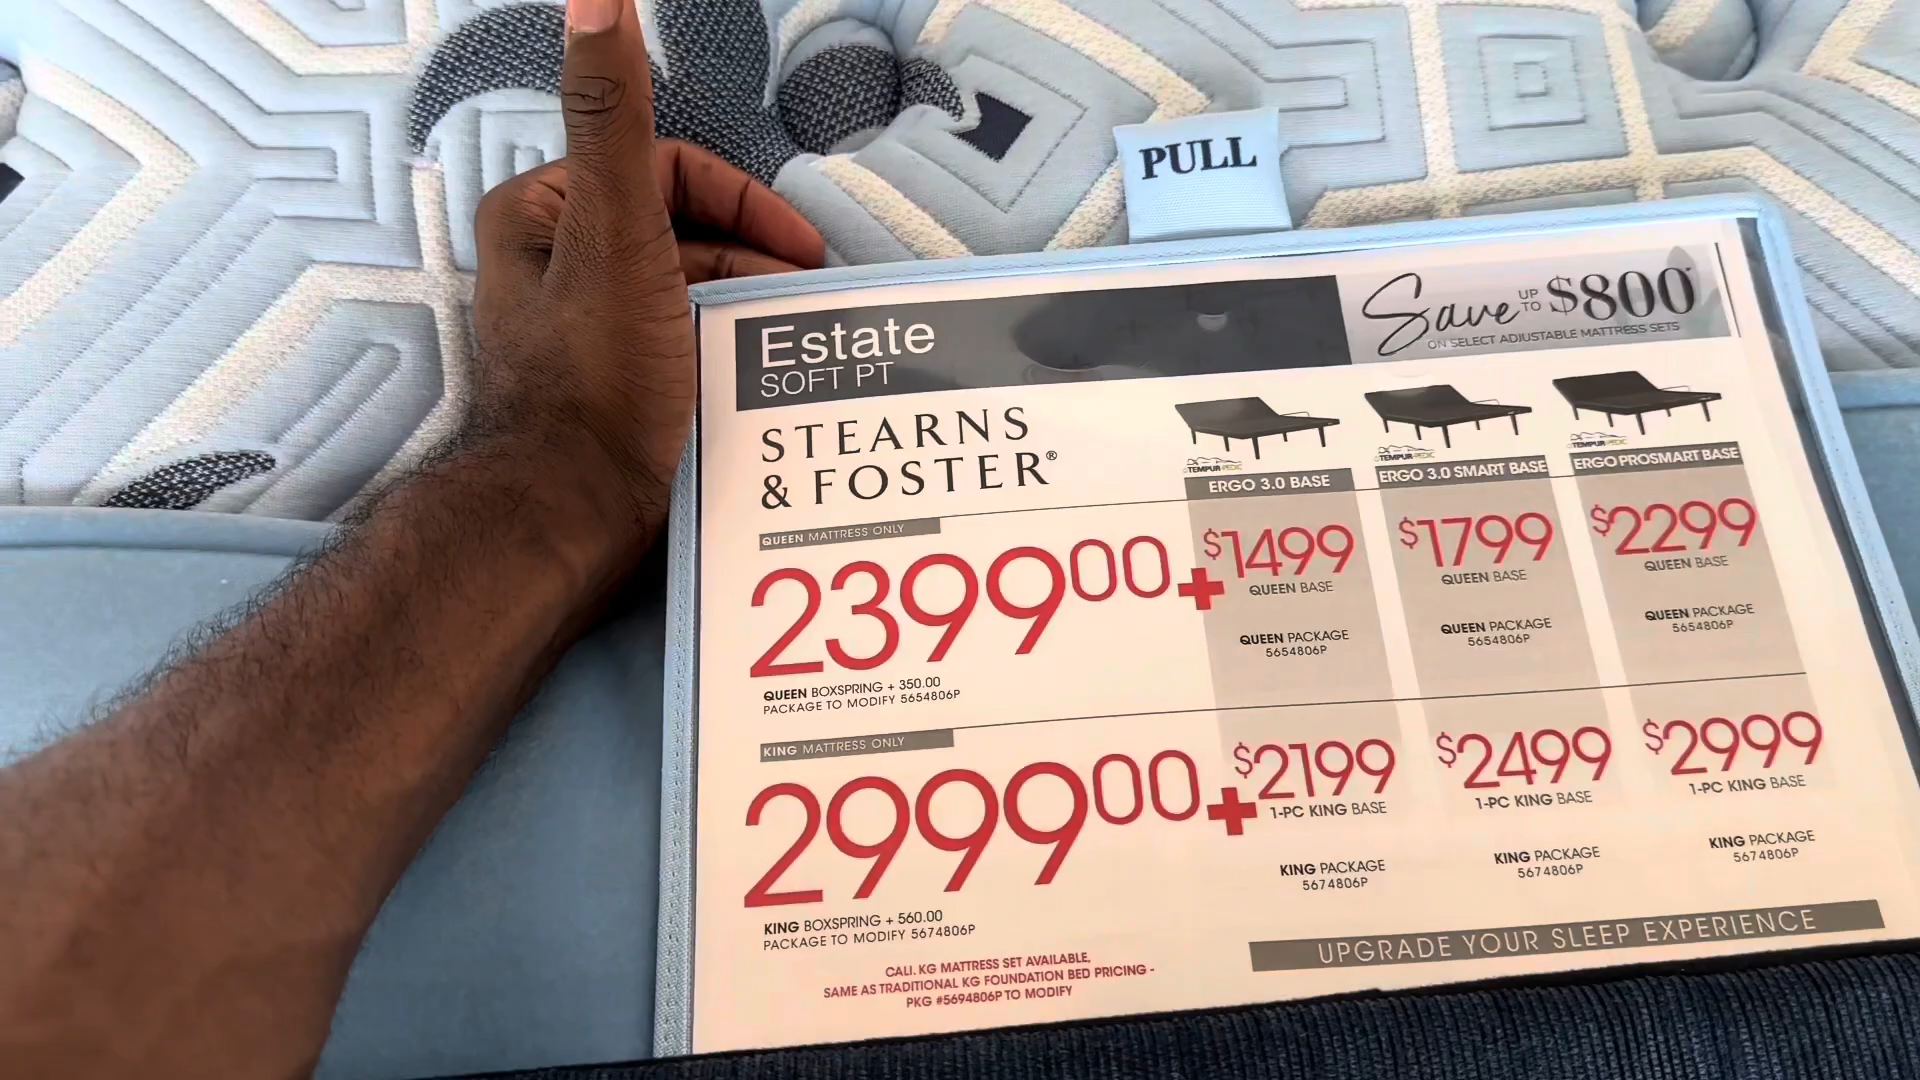 PULL
Estate
SOFT PT
Save UP TO $800*
ON SELECT ADJUSTABLE MATTRESS SETS
STEARNS
& FOSTER®
TEMPUR-PEDIC TEMPUR-PEDIC TEMPUR-PEDIC
ERGO 3.0 BASE ERGO 3.0 SMART BASE ERGO PROSMART BASE
QUEEN MATTRESS ONLY
2399.00 + $1499 $1799 $2299
QUEEN BASE QUEEN BASE QUEEN BASE
QUEEN PACKAGE QUEEN PACKAGE QUEEN PACKAGE
5654806P 5654806P 5654806P
QUEEN BOXSPRING + 350.00
PACKAGE TO MODIFY 5654806P
KING MATTRESS ONLY
2999.00 + $2199 $2499 $2999
1-PC KING BASE 1-PC KING BASE 1-PC KING BASE
KING PACKAGE KING PACKAGE KING PACKAGE
5674806P 5674806P 5674806P
KING BOXSPRING + 560.00
PACKAGE TO MODIFY 5674806P
CALI. KG MATTRESS SET AVAILABLE,
SAME AS TRADITIONAL KG FOUNDATION BED PRICING -
PKG #5694806P TO MODIFY
UPGRADE YOUR SLEEP EXPERIENCE